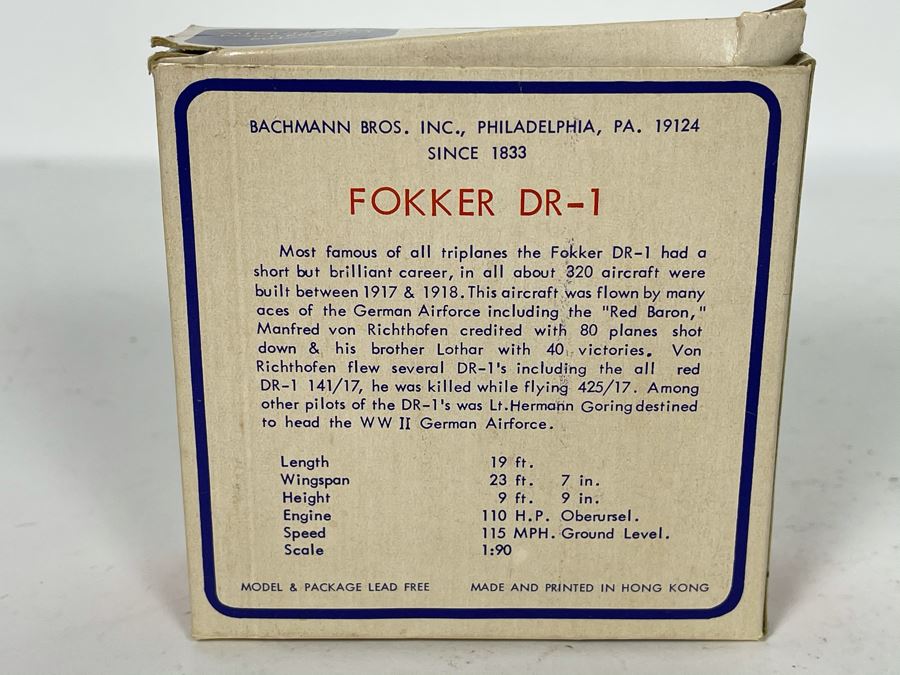 BACHMANN BROS. INC., PHILADELPHIA, PA. 19124
SINCE 1833
FOKKER DR-1
Most famous of all triplanes the Fokker DR-1 had a
short but brilliant career, in all about 320 aircraft were
built between 1917 & 1918. This aircraft was flown by many
aces of the German Airforce including the "Red Baron,"
Manfred von Richthofen credited with 80 planes shot
down & his brother Lothar with 40 victories. Von
Richthofen flew several DR-1's including the all red
DR-1 141/17, he was killed while flying 425/17. Among
other pilots of the DR-1's was Lt. Hermann Goring destined
to head the WW II German Airforce.
Length 19 ft.
Wingspan 23 ft. 7 in.
Height 9 ft. 9 in.
Engine 110 H.P. Oberursel.
Speed 115 MPH. Ground Level.
Scale 1:90
MODEL & PACKAGE LEAD FREE MADE AND PRINTED IN HONG KONG